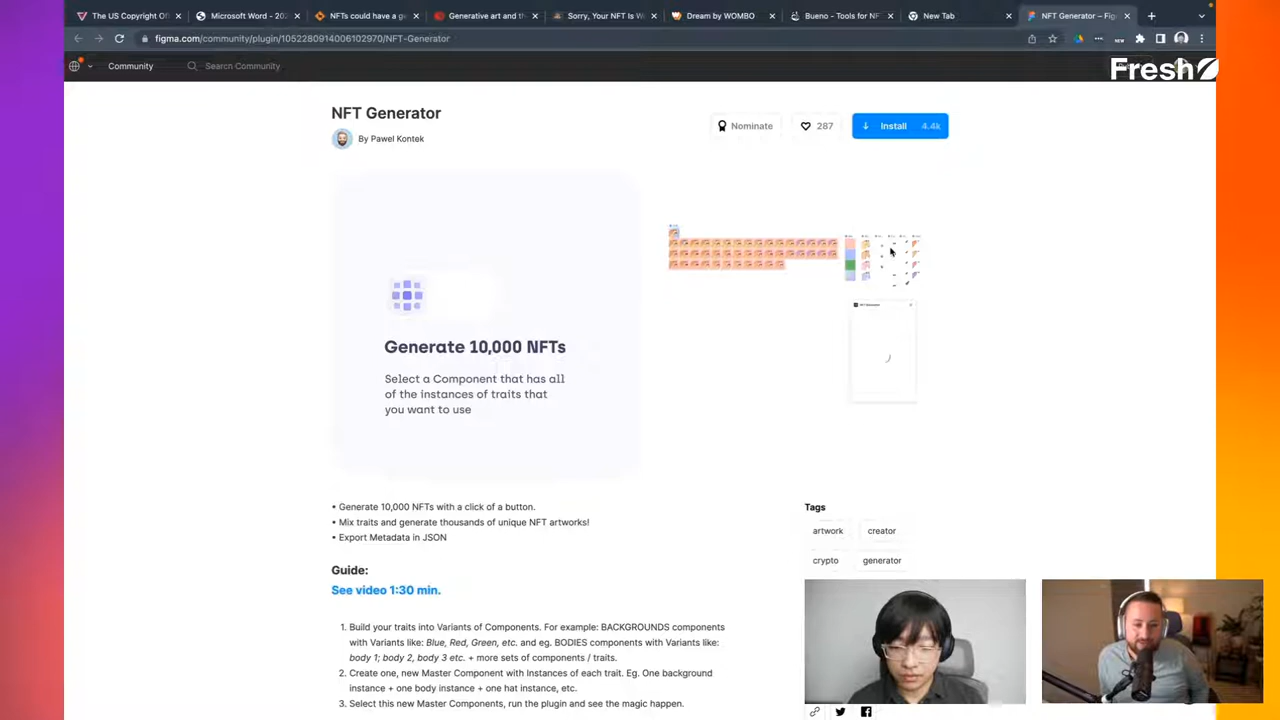 The US Copyright Of
Microsoft Word - 202
NFTs could have a ge
Generative art and th
Sorry, Your NFT Is W
Dream by WOMBO
Bueno - Tools for NF
New Tab
NFT Generator – Fig
figma.com/community/plugin/1052280914006102970/NFT-Generator
Community
Search Community
Fresh
NFT Generator
By Pawel Kontek
Nominate
287
Install 4.4k
Generate 10,000 NFTs
Select a Component that has all
of the instances of traits that
you want to use
• Generate 10,000 NFTs with a click of a button.
• Mix traits and generate thousands of unique NFT artworks!
• Export Metadata in JSON
Guide:
See video 1:30 min.
1. Build your traits into Variants of Components. For example: BACKGROUNDS components
with Variants like: Blue, Red, Green, etc. and eg. BODIES components with Variants like:
body 1; body 2, body 3 etc. + more sets of components / traits.
2. Create one, new Master Component with Instances of each trait. Eg. One background
instance + one body instance + one hat instance, etc.
3. Select this new Master Components, run the plugin and see the magic happen.
Tags
artwork
creator
crypto
generator